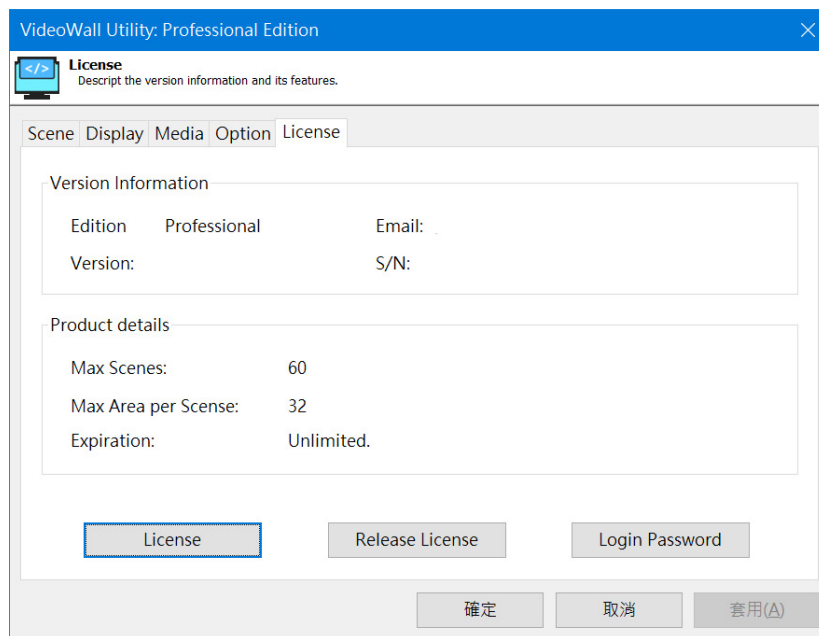 VideoWall Utility: Professional Edition
</>
License
Descript the version information and its features.
Scene Display Media Option License
Version Information
Edition Professional Email:
Version: S/N:
Product details
Max Scenes: 60
Max Area per Scense: 32
Expiration: Unlimited.
License Release License Login Password
確定 取消 套用(A)